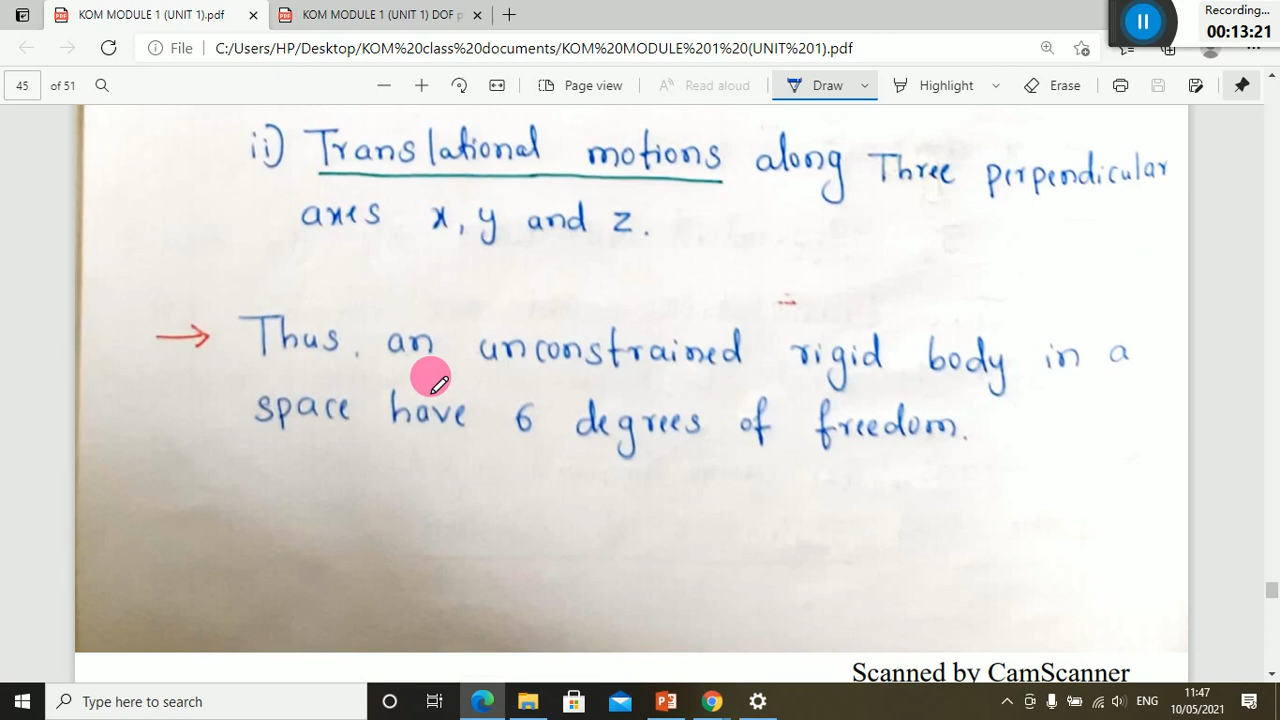 KOM MODULE 1 (UNIT 1).pdf
KOM MODULE 1 (UNIT 1) DOF p
Recording...
00:13:21
File
C:/Users/HP/Desktop/KOM%20class%20documents/KOM%20MODULE%201%20(UNIT%201).pdf
45 of 51
Page view
Read aloud
Draw
Highlight
Erase
ii) Translational motions along Three perpendicular
axes x, y and z.
→ Thus, an unconstrained rigid body in a
space have 6 degrees of freedom.
Scanned by CamScanner
Type here to search
ENG
11:47
10/05/2021